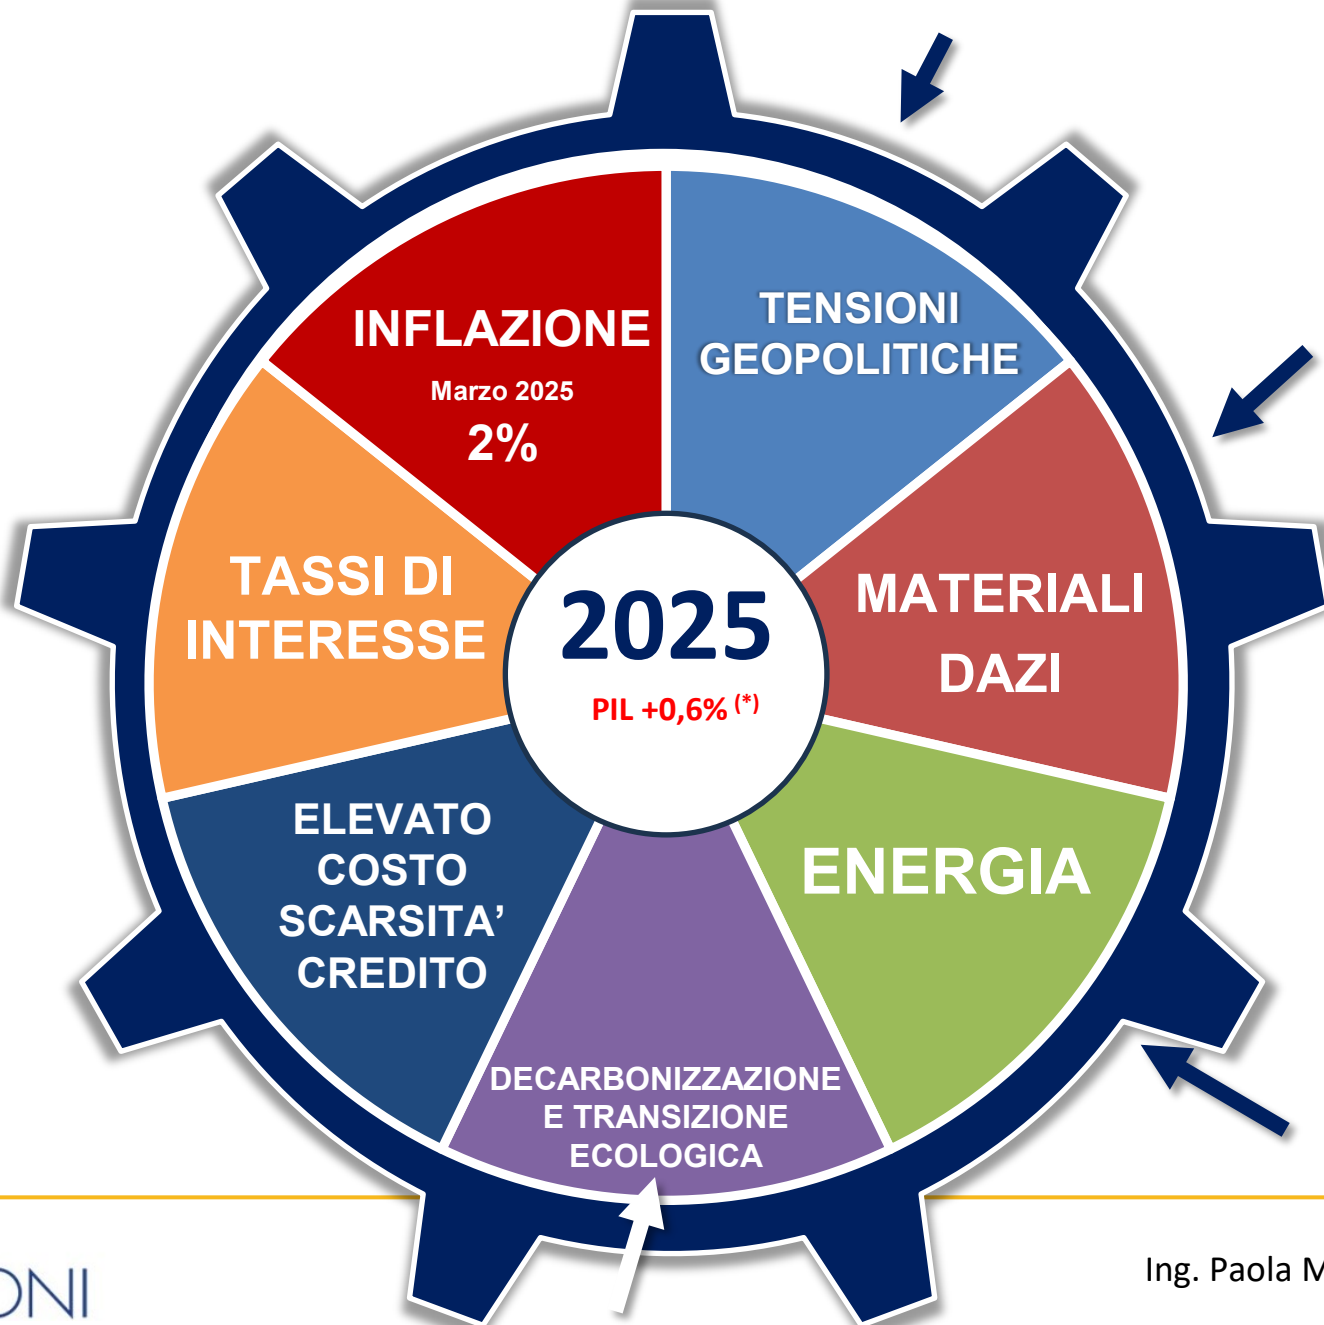 INFLAZIONE
Marzo 2025
2%
TENSIONI
GEOPOLITICHE
TASSI DI
INTERESSE
2025
PIL +0,6% (*)
MATERIALI
DAZI
ELEVATO
COSTO
SCARSITA’
CREDITO
ENERGIA
DECARBONIZZAZIONE
E TRANSIZIONE
ECOLOGICA
Ing. Paola